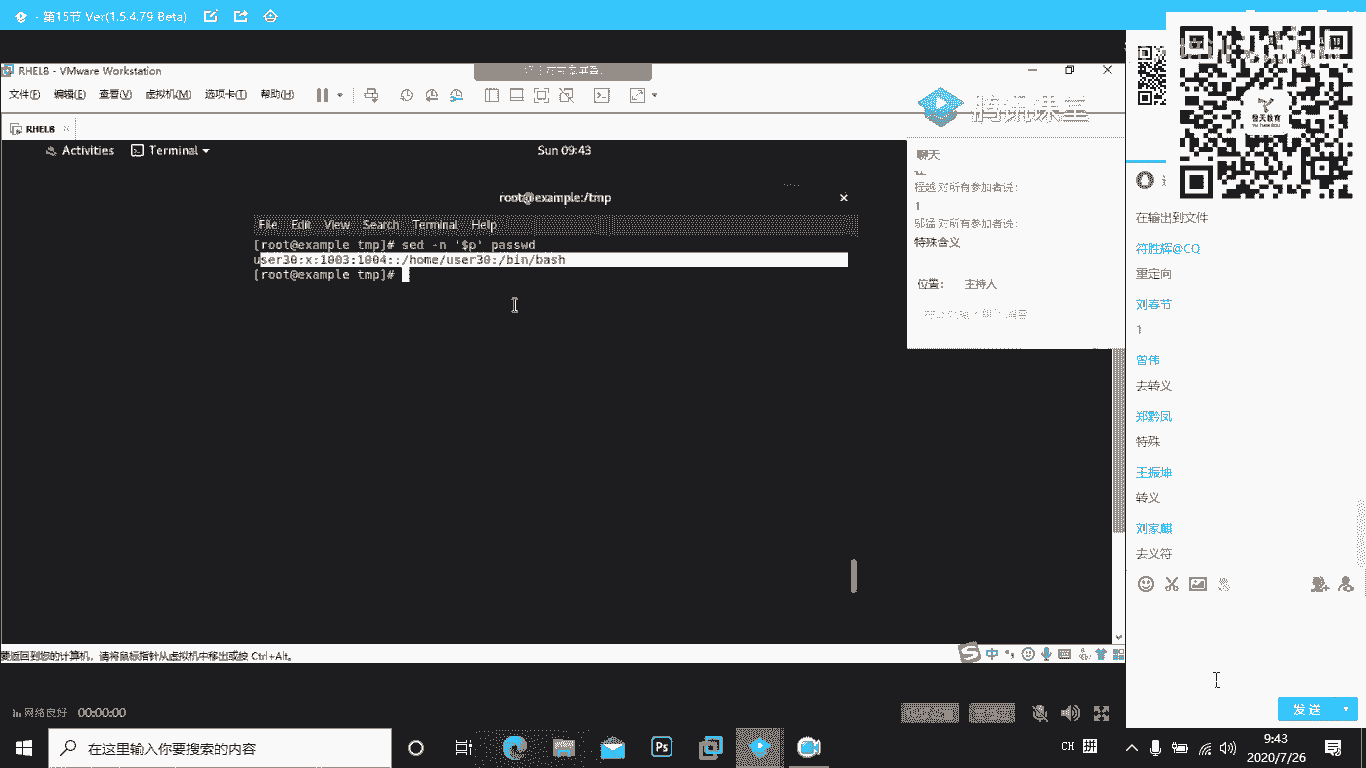 - 第15节 Ver(1.5.4.79 Beta)
RHEL8 - VMware Workstation
文件(F) 编辑(E) 查看(V) 虚拟机(M) 选项卡(T) 帮助(H)
腾讯课堂
RHEL8
Activities Terminal Sun 09:43
root@example:/tmp
File Edit View Search Terminal Help
[root@example tmp]# sed -n '$p' passwd
user30:x:1003:1004::/home/user30:/bin/bash
[root@example tmp]#
聊天
程越 对所有参加者说:
1
邬猛 对所有参加者说:
特殊含义
位置: 主持人
誉天教育
在输出到文件
符胜辉@CQ
重定向
刘春节
1
曾伟
去转义
郑黔凤
特殊
王振坤
转义
刘家麒
去义符
要返回到您的计算机，请将鼠标指针从虚拟机中移出或按 Ctrl+Alt。
中
网络良好 00:00:00
发 送
在这里输入你要搜索的内容
Ps
CH
9:43
2020/7/26